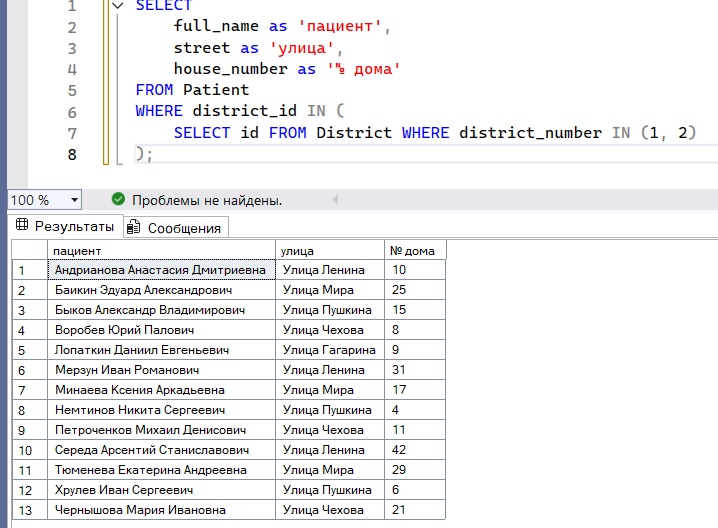 1 SELECT
2 full_name as 'пациент',
3 street as 'улица',
4 house_number as '№ дома'
5 FROM Patient
6 WHERE district_id IN (
7 SELECT id FROM District WHERE district_number IN (1, 2)
8 );
100 % Проблемы не найдены.
Результаты Сообщения
пациент улица № дома
1 Андрианова Анастасия Дмитриевна Улица Ленина 10
2 Баикин Эдуард Александрович Улица Мира 25
3 Быков Александр Владимирович Улица Пушкина 15
4 Воробев Юрий Палович Улица Чехова 8
5 Лопаткин Даниил Евгеньевич Улица Гагарина 9
6 Мерзун Иван Романович Улица Ленина 31
7 Минаева Ксения Аркадьевна Улица Мира 17
8 Немтинов Никита Сергеевич Улица Пушкина 4
9 Петроченков Михаил Денисович Улица Чехова 11
10 Середа Арсентий Станиславович Улица Ленина 42
11 Тюменева Екатерина Андреевна Улица Мира 29
12 Хрулев Иван Сергеевич Улица Пушкина 6
13 Чернышова Мария Ивановна Улица Чехова 21